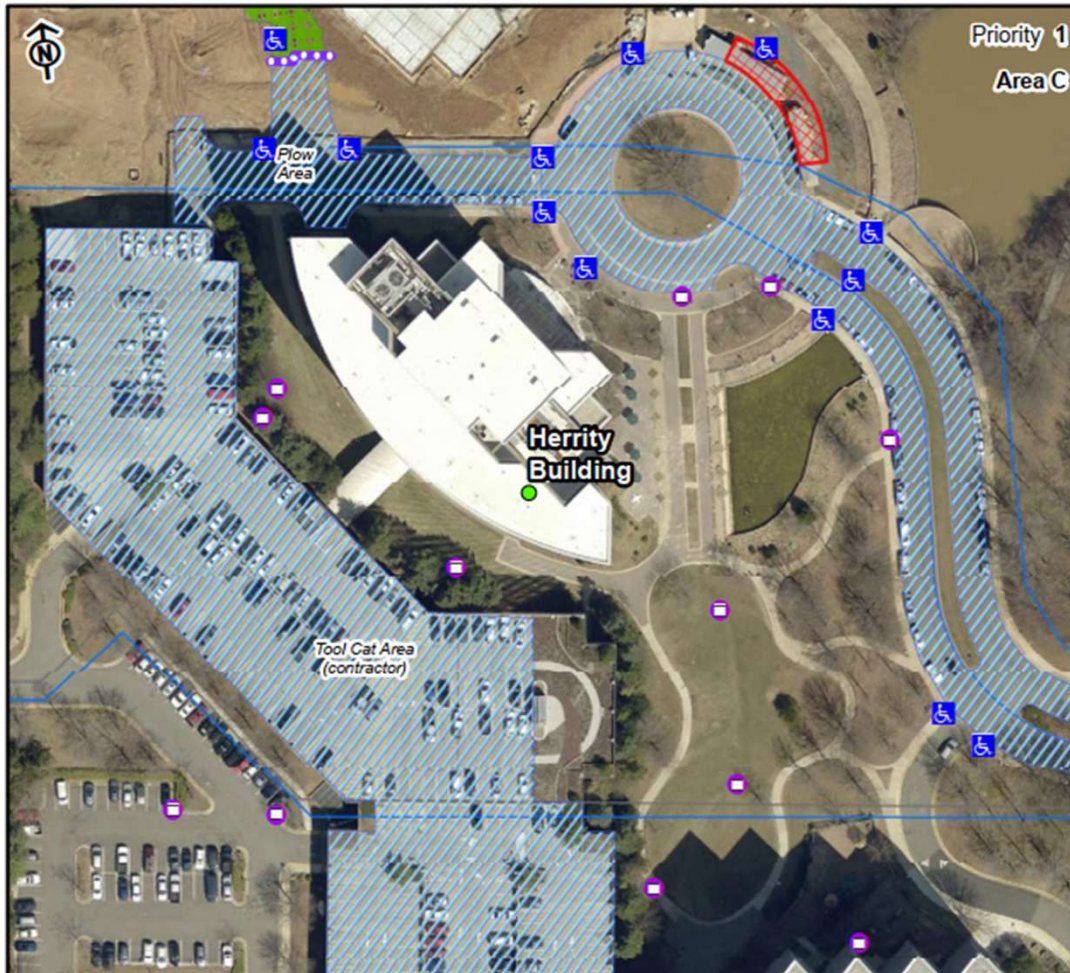 N
Priority 1
Area C
Plow
Area
Herrity
Building
Tool Cat Area
(contractor)